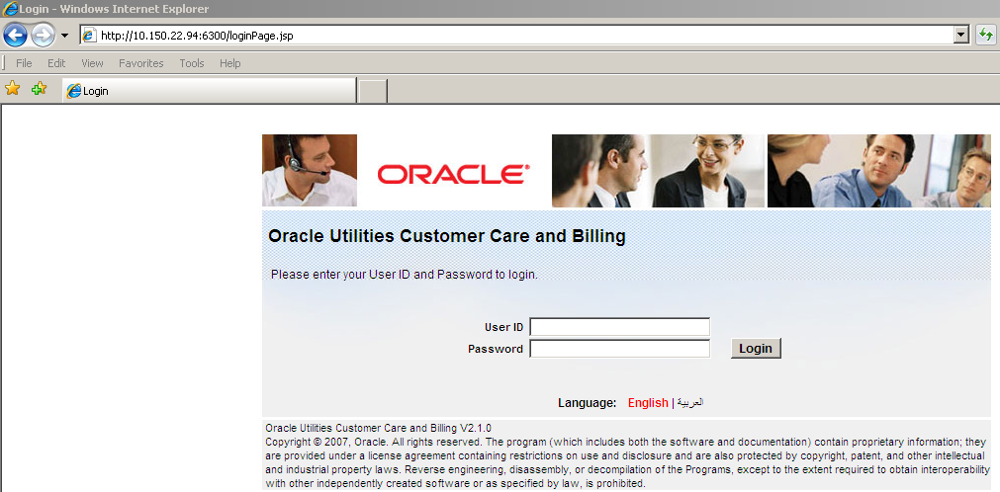 Login - Windows Internet Explorer
http://10.150.22.94:6300/loginPage.jsp
File Edit View Favorites Tools Help
Login
ORACLE®
Oracle Utilities Customer Care and Billing
Please enter your User ID and Password to login.
User ID
Password
Login
Language: English | العربية
Oracle Utilities Customer Care and Billing V2.1.0
Copyright © 2007, Oracle. All rights reserved. The program (which includes both the software and documentation) contain proprietary information; they
are provided under a license agreement containing restrictions on use and disclosure and are also protected by copyright, patent, and other intellectual
and industrial property laws. Reverse engineering, disassembly, or decompilation of the Programs, except to the extent required to obtain interoperability
with other independently created software or as specified by law, is prohibited.